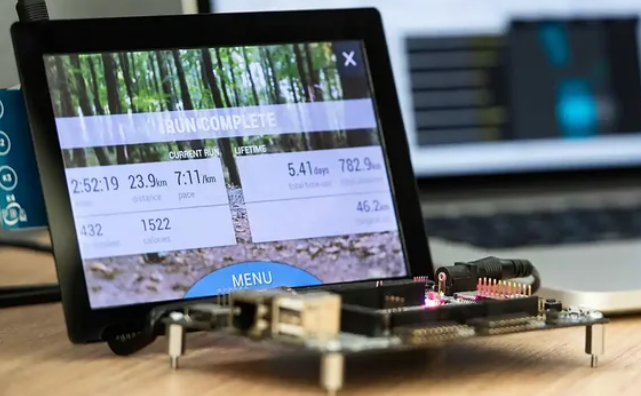 RUN COMPLETE
CURRENT RUN
LIFETIME
2:52:19 23.9km 7:11/km
distance pace
432 1522
calories
5.41days 782.9km
46.2km
MENU